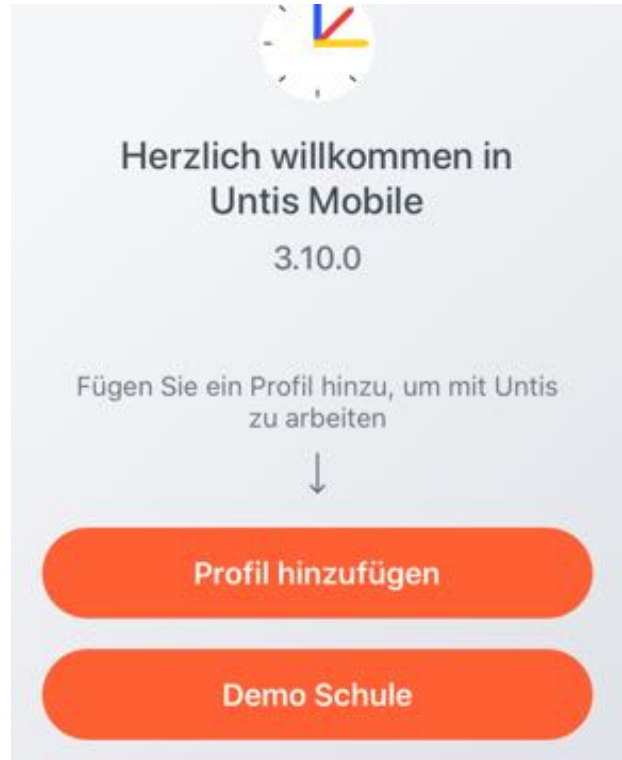 Herzlich willkommen in
Untis Mobile
3.10.0
Fügen Sie ein Profil hinzu, um mit Untis
zu arbeiten
Profil hinzufügen
Demo Schule